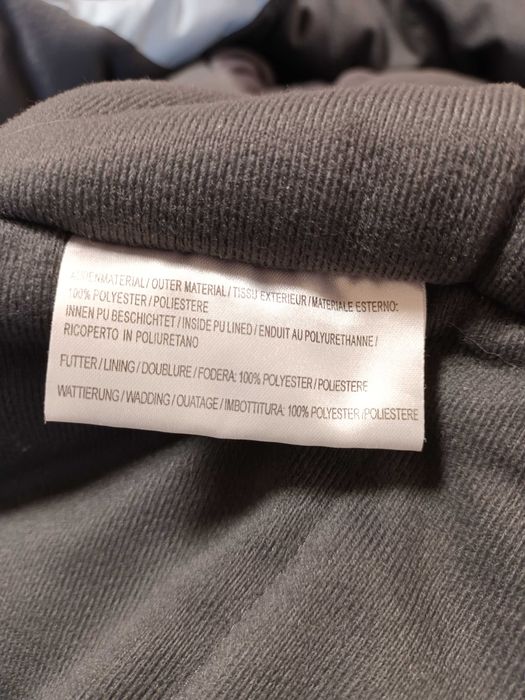 AUßENMATERIAL / OUTER MATERIAL / TISSU EXTERIEUR / MATERIALE ESTERNO:
100% POLYESTER / POLIESTERE
INNEN PU BESCHICHTET / INSIDE PU LINED / ENDUIT AU POLYURETHANNE /
RICOPERTO IN POLIURETANO
FUTTER / LINING / DOUBLURE / FODERA: 100% POLYESTER / POLIESTERE
WATTIERUNG / WADDING / OUATAGE / IMBOTTITURA: 100% POLYESTER / POLIESTERE